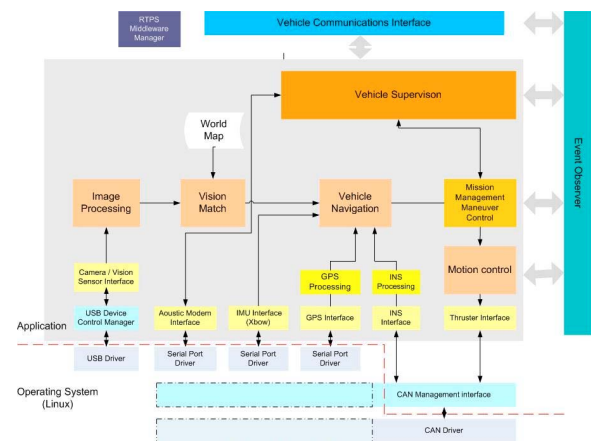 RTPS
Middleware
Manager
Vehicle Communications Interface
Vehicle Supervison
World
Map
Image
Processing
Vision
Match
Vehicle
Navigation
Mission
Management
Maneuver
Control
Event Observer
Motion control
Camera / Vision
Sensor Interface
GPS
Processing
INS
Processing
USB Device
Control Manager
Aoustic Modem
Interface
IMU Interface
(Xbow)
GPS Interface
INS
Interface
Thruster Interface
Application
USB Driver
Serial Port
Driver
Serial Port
Driver
Serial Port
Driver
Operating System
(Linux)
CAN Management interface
CAN Driver